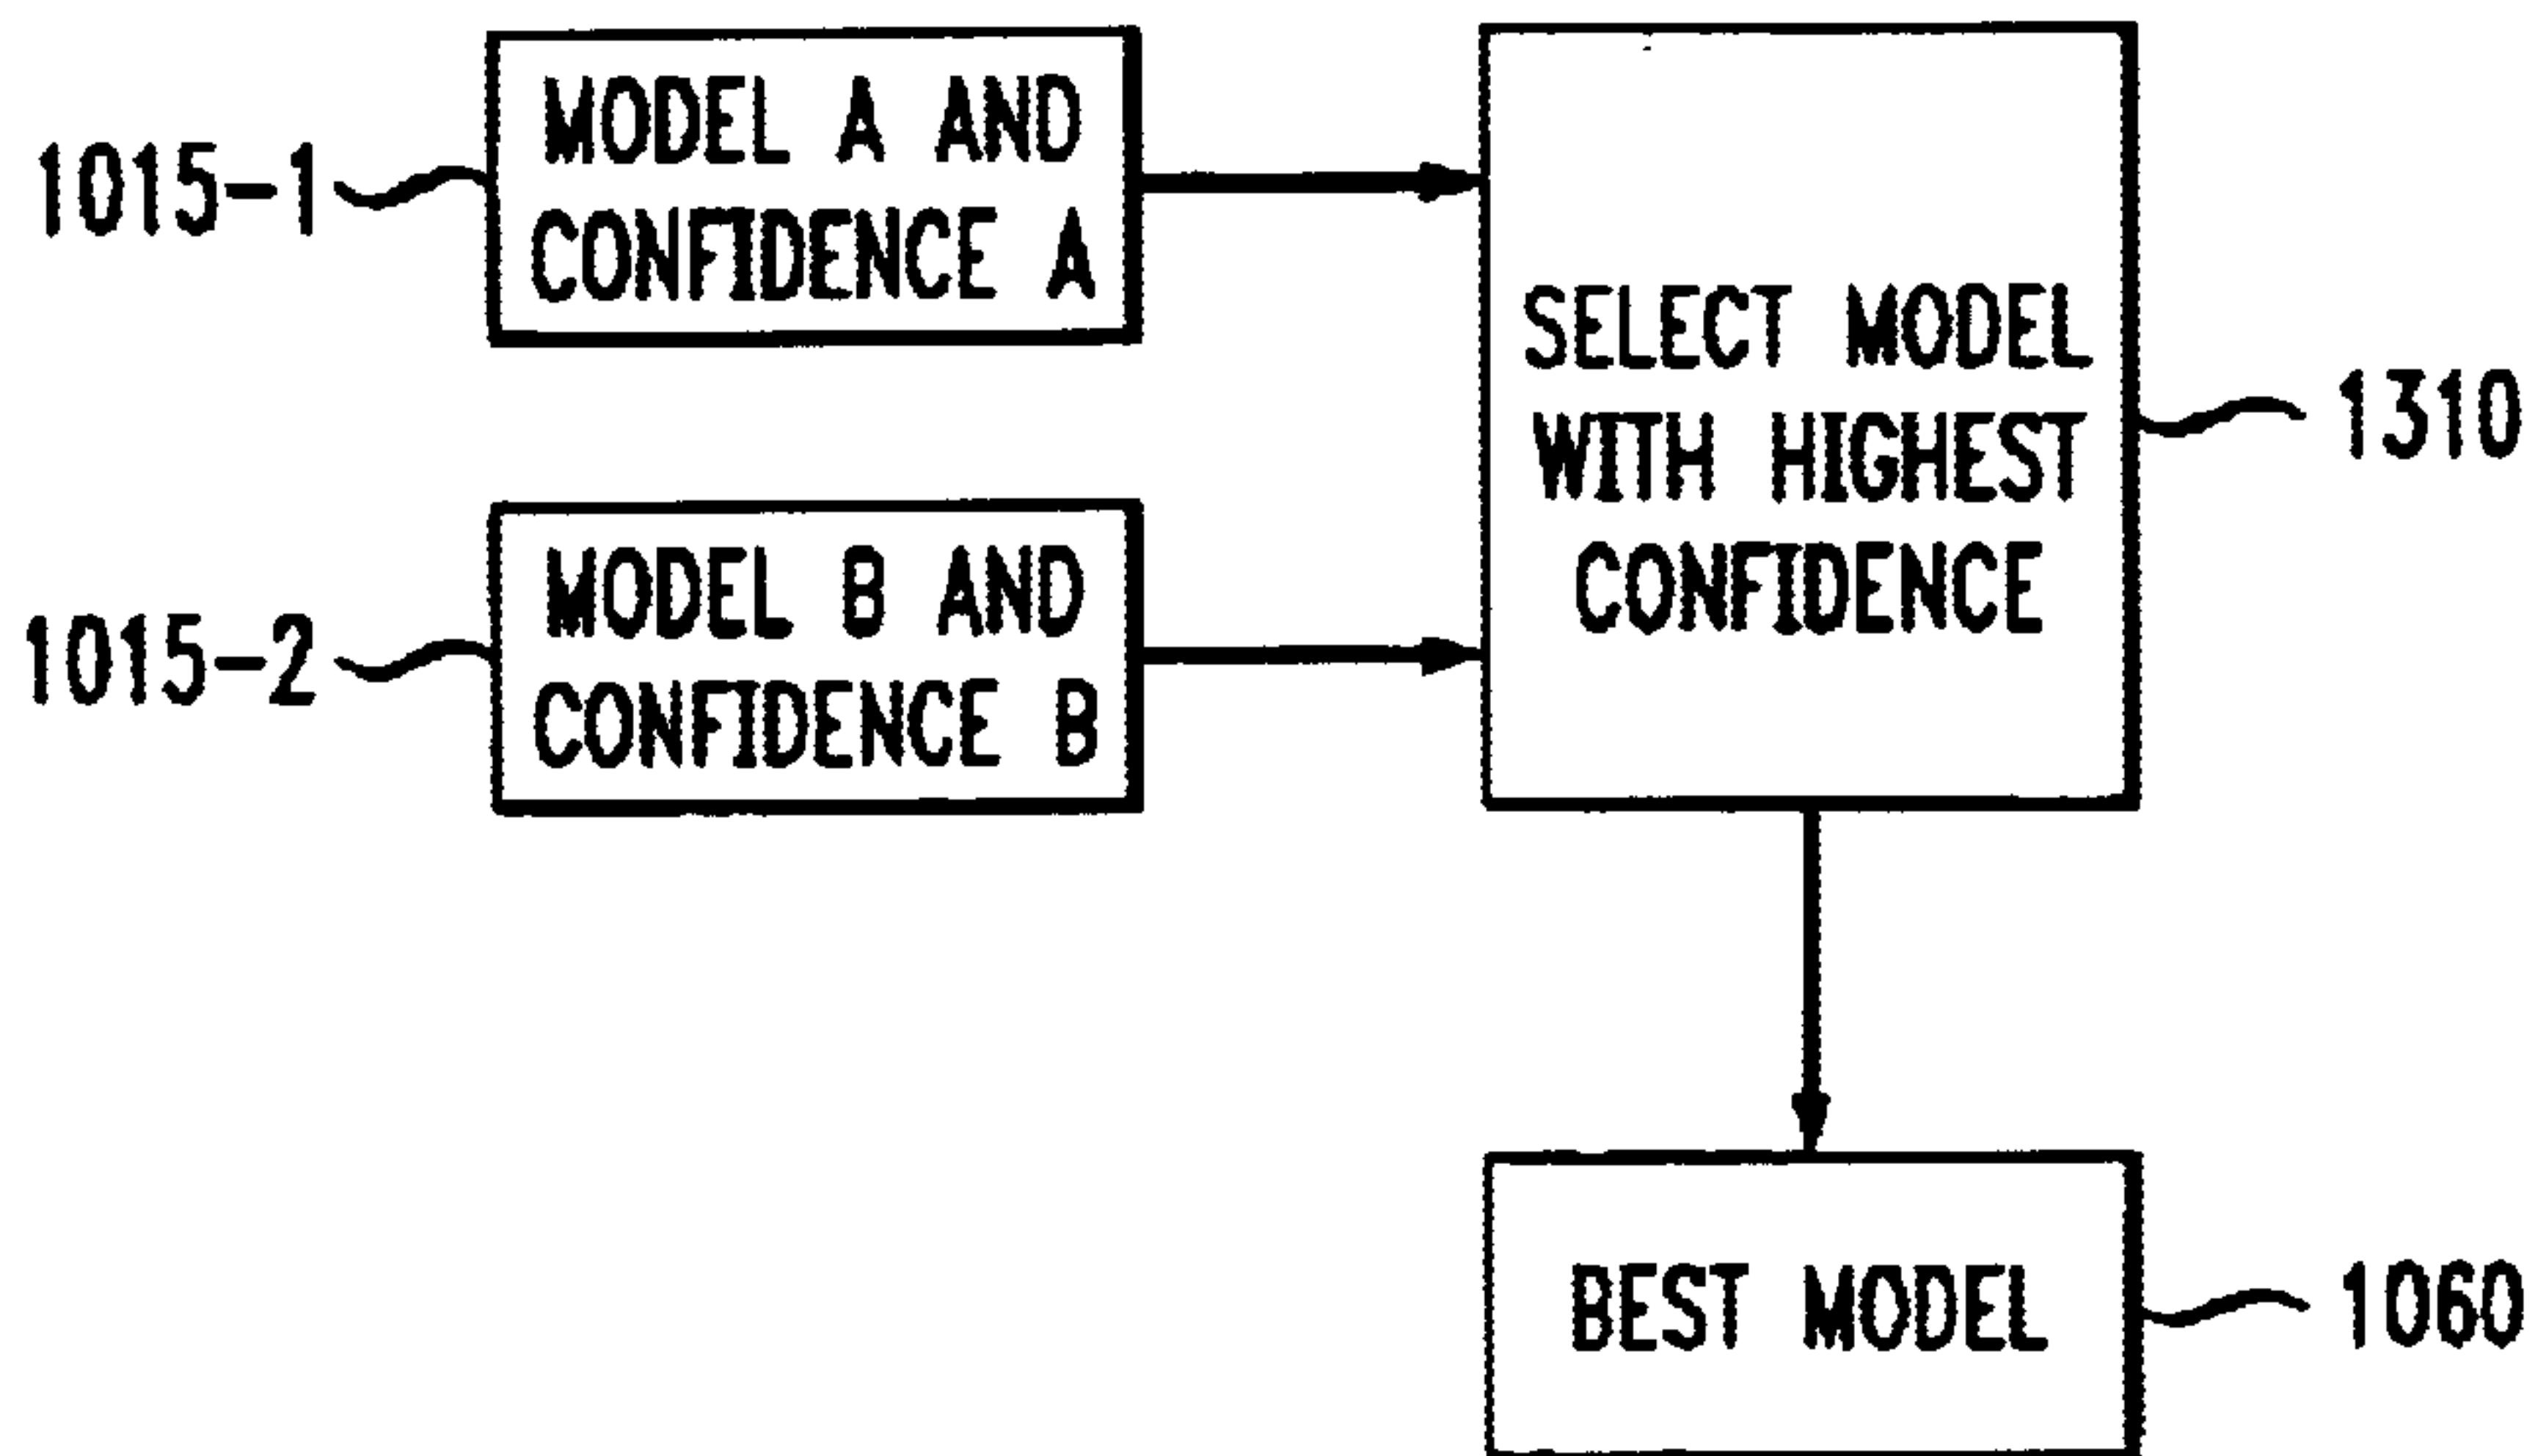 1015-1
MODEL A AND
CONFIDENCE A
1015-2
MODEL B AND
CONFIDENCE B
SELECT MODEL
WITH HIGHEST
CONFIDENCE
1310
BEST MODEL
1060